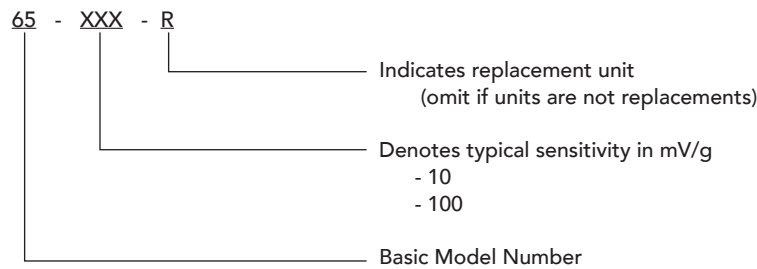 65 - XXX - R
Indicates replacement unit
(omit if units are not replacements)
Denotes typical sensitivity in mV/g
- 10
- 100
Basic Model Number